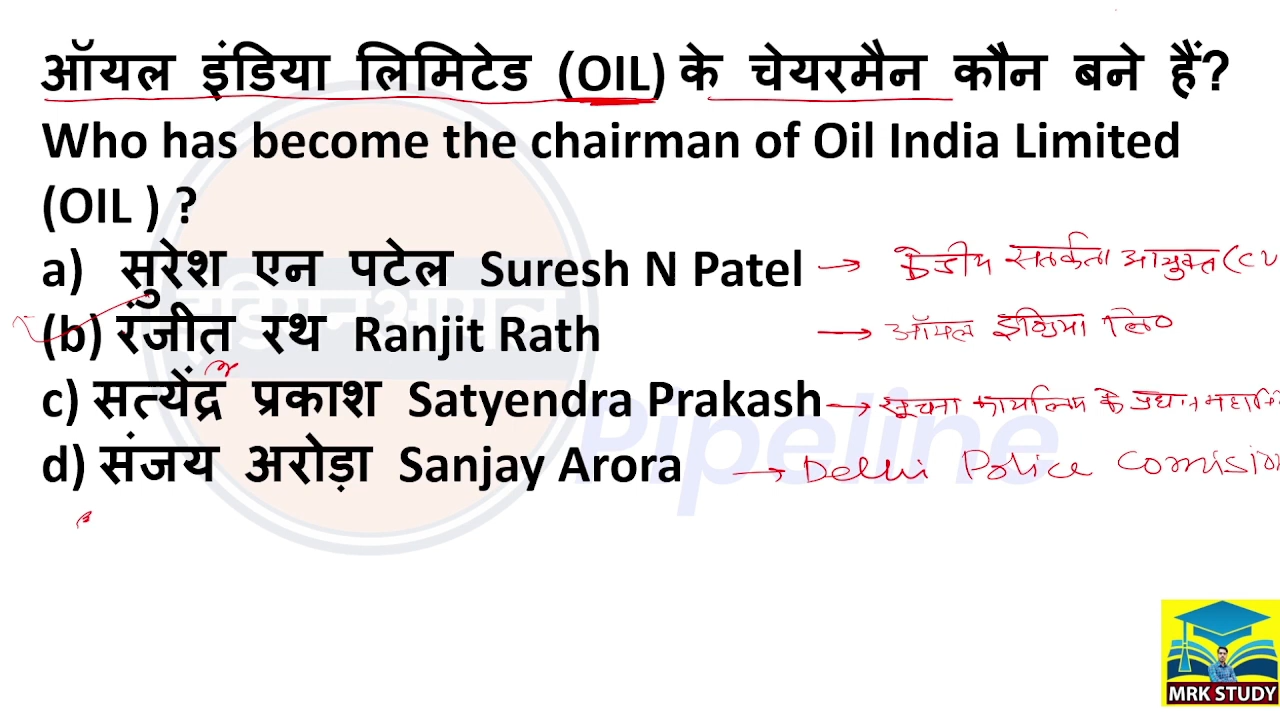 ऑयल इंडिया लिमिटेड (OIL) के चेयरमैन कौन बने हैं?
Who has become the chairman of Oil India Limited
(OIL ) ?
a) सुरेश एन पटेल Suresh N Patel → केंद्रीय सतर्कता आयुक्त (CV
(b) रंजीत रथ Ranjit Rath → ऑयल इंडिया लि०
c) सत्येंद्र प्रकाश Satyendra Prakash → सूचना कार्यालय के प्रधान
d) संजय अरोड़ा Sanjay Arora → Delhi Police
Pipeline
MRK STUDY